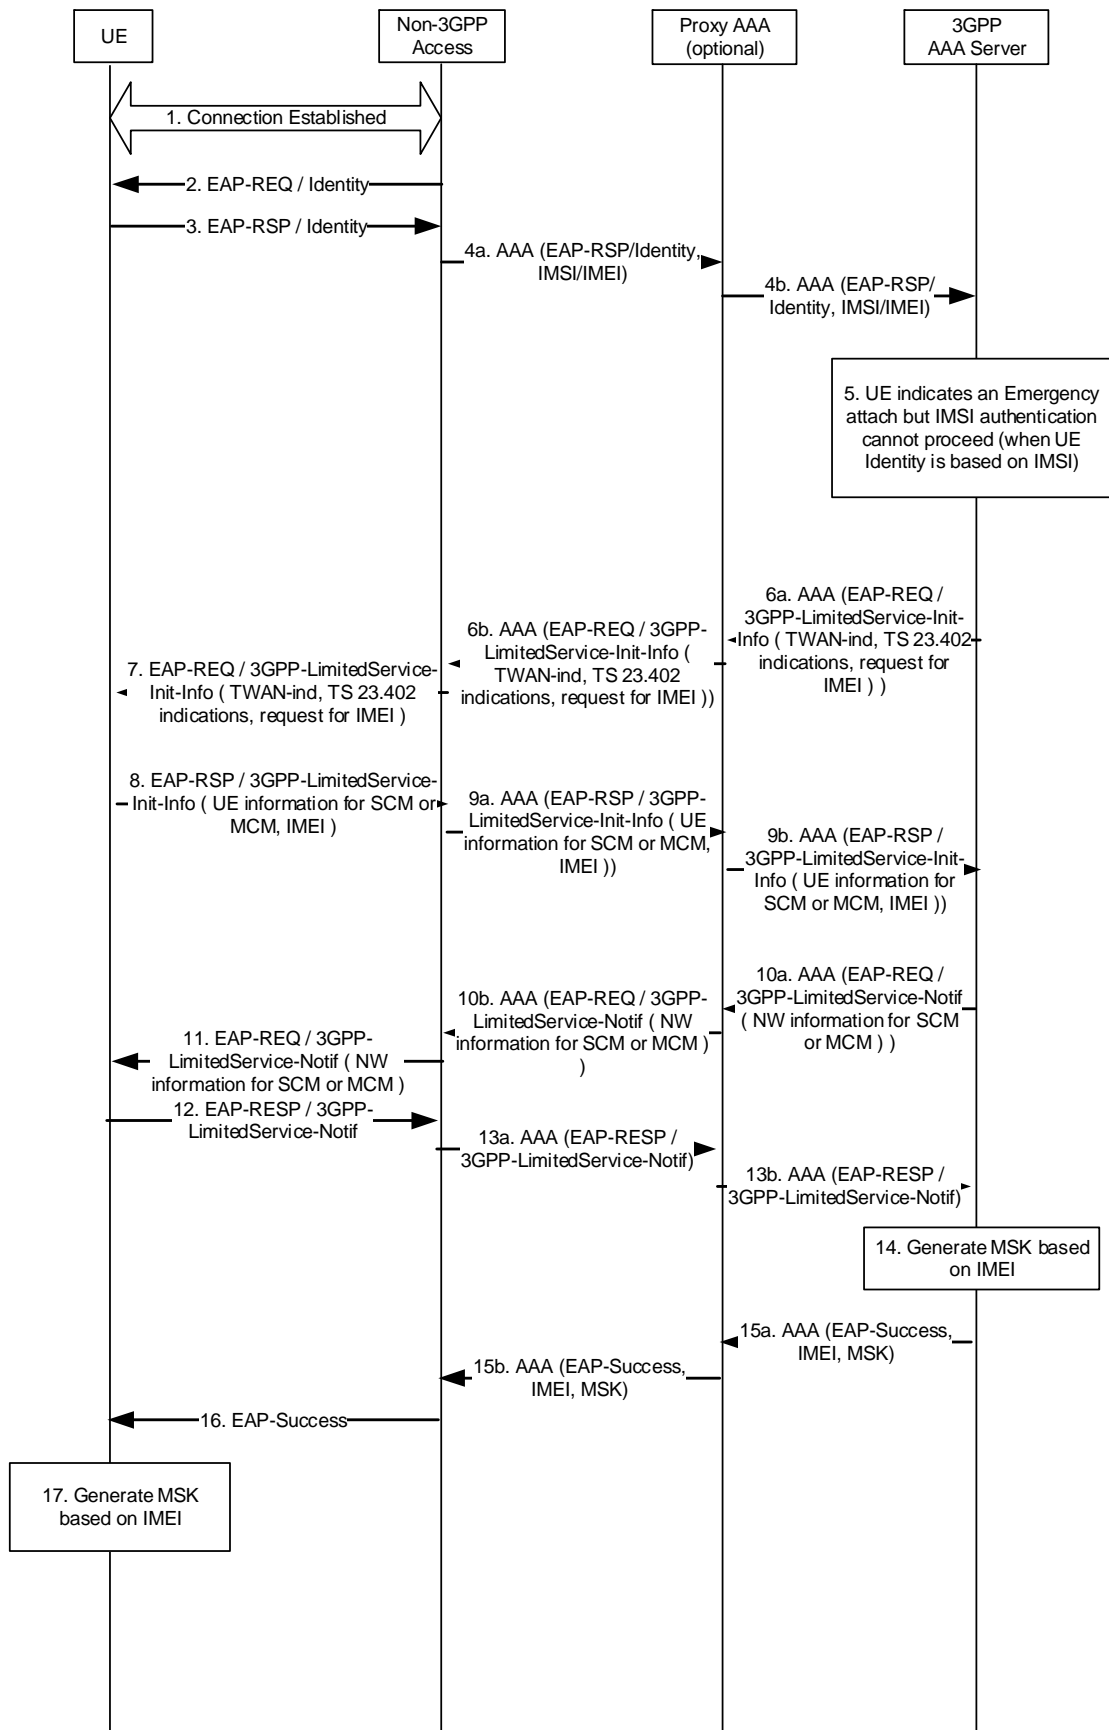 UE
Non-3GPP
Access
Proxy AAA
(optional)
3GPP
AAA Server
1. Connection Established
2. EAP-REQ / Identity
3. EAP-RSP / Identity
4a. AAA (EAP-RSP/Identity,
IMSI/IMEI)
4b. AAA (EAP-RSP/
Identity, IMSI/IMEI)
5. UE indicates an Emergency
attach but IMSI authentication
cannot proceed (when UE
Identity is based on IMSI)
6a. AAA (EAP-REQ /
3GPP-LimitedService-Init-
Info ( TWAN-ind, TS 23.402
indications, request for
IMEI ) )
6b. AAA (EAP-REQ / 3GPP-
LimitedService-Init-Info (
TWAN-ind, TS 23.402
indications, request for IMEI ))
7. EAP-REQ / 3GPP-LimitedService-
Init-Info ( TWAN-ind, TS 23.402
indications, request for IMEI )
8. EAP-RSP / 3GPP-LimitedService-
Init-Info ( UE information for SCM or
MCM, IMEI )
9a. AAA (EAP-RSP / 3GPP-
LimitedService-Init-Info ( UE
information for SCM or MCM,
IMEI ))
9b. AAA (EAP-RSP /
3GPP-LimitedService-Init-
Info ( UE information for
SCM or MCM, IMEI ))
10a. AAA (EAP-REQ /
3GPP-LimitedService-Notif
( NW information for SCM
or MCM ) )
10b. AAA (EAP-REQ / 3GPP-
LimitedService-Notif ( NW
information for SCM or MCM )
)
11. EAP-REQ / 3GPP-
LimitedService-Notif ( NW
information for SCM or MCM )
12. EAP-RESP / 3GPP-
LimitedService-Notif
13a. AAA (EAP-RESP /
3GPP-LimitedService-Notif)
13b. AAA (EAP-RESP /
3GPP-LimitedService-Notif)
14. Generate MSK based
on IMEI
15a. AAA (EAP-Success,
IMEI, MSK)
15b. AAA (EAP-Success,
IMEI, MSK)
16. EAP-Success
17. Generate MSK
based on IMEI